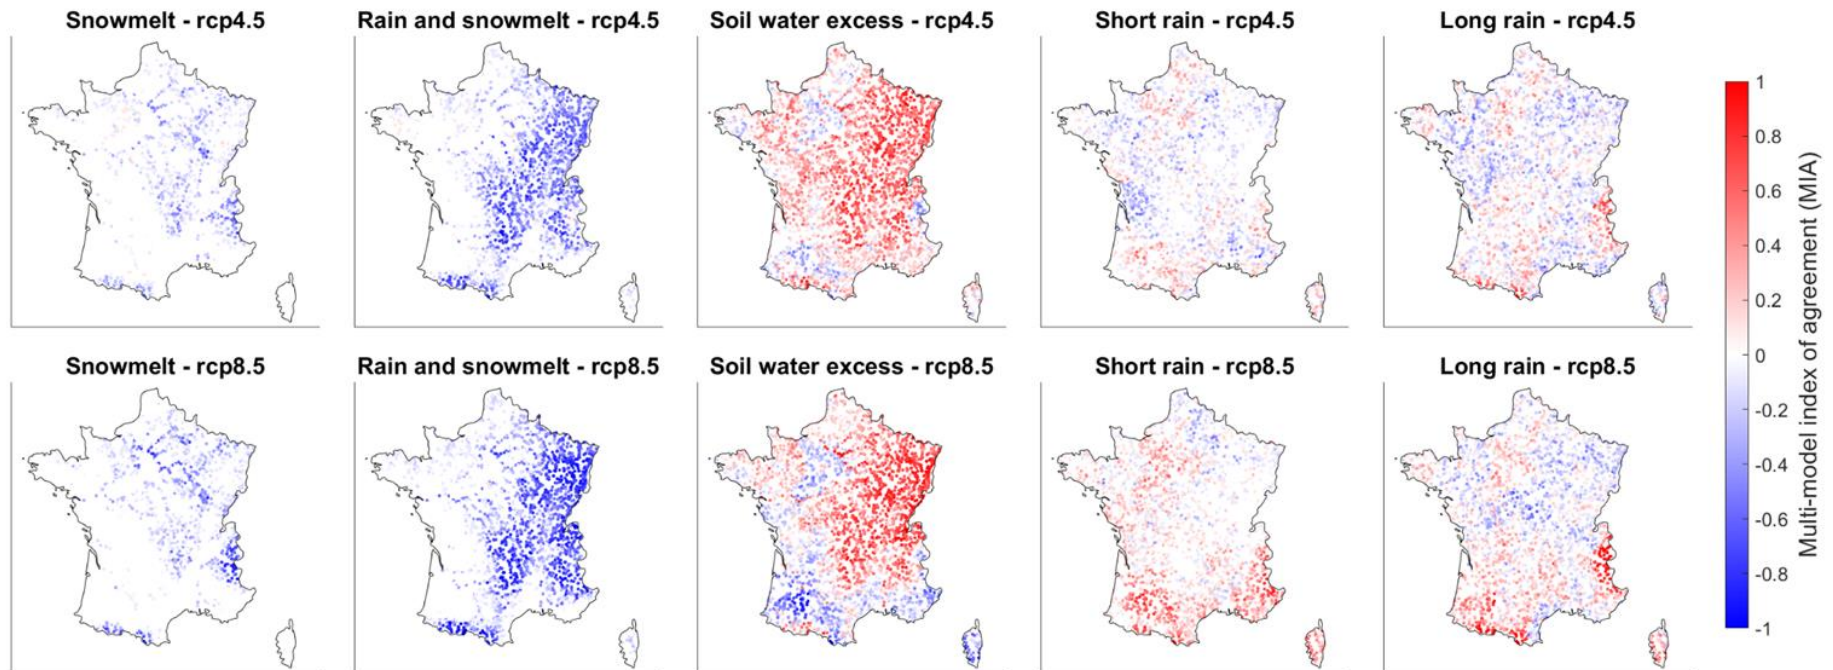 Snowmelt - rcp4.5
Rain and snowmelt - rcp4.5
Soil water excess - rcp4.5
Short rain - rcp4.5
Long rain - rcp4.5
Snowmelt - rcp8.5
Rain and snowmelt - rcp8.5
Soil water excess - rcp8.5
Short rain - rcp8.5
Long rain - rcp8.5
1
0.8
0.6
0.4
0.2
0
-0.2
-0.4
-0.6
-0.8
-1
Multi-model index of agreement (MIA)